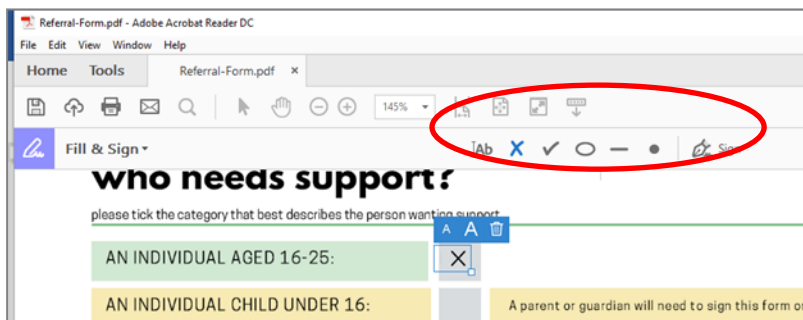 Referral-Form.pdf - Adobe Acrobat Reader DC
File Edit View Window Help
Home Tools Referral-Form.pdf ×
145%
Fill & Sign Ab Sign
who needs support?
please tick the category that best describes the person wanting support
A A
AN INDIVIDUAL AGED 16-25: X
AN INDIVIDUAL CHILD UNDER 16: A parent or guardian will need to sign this form